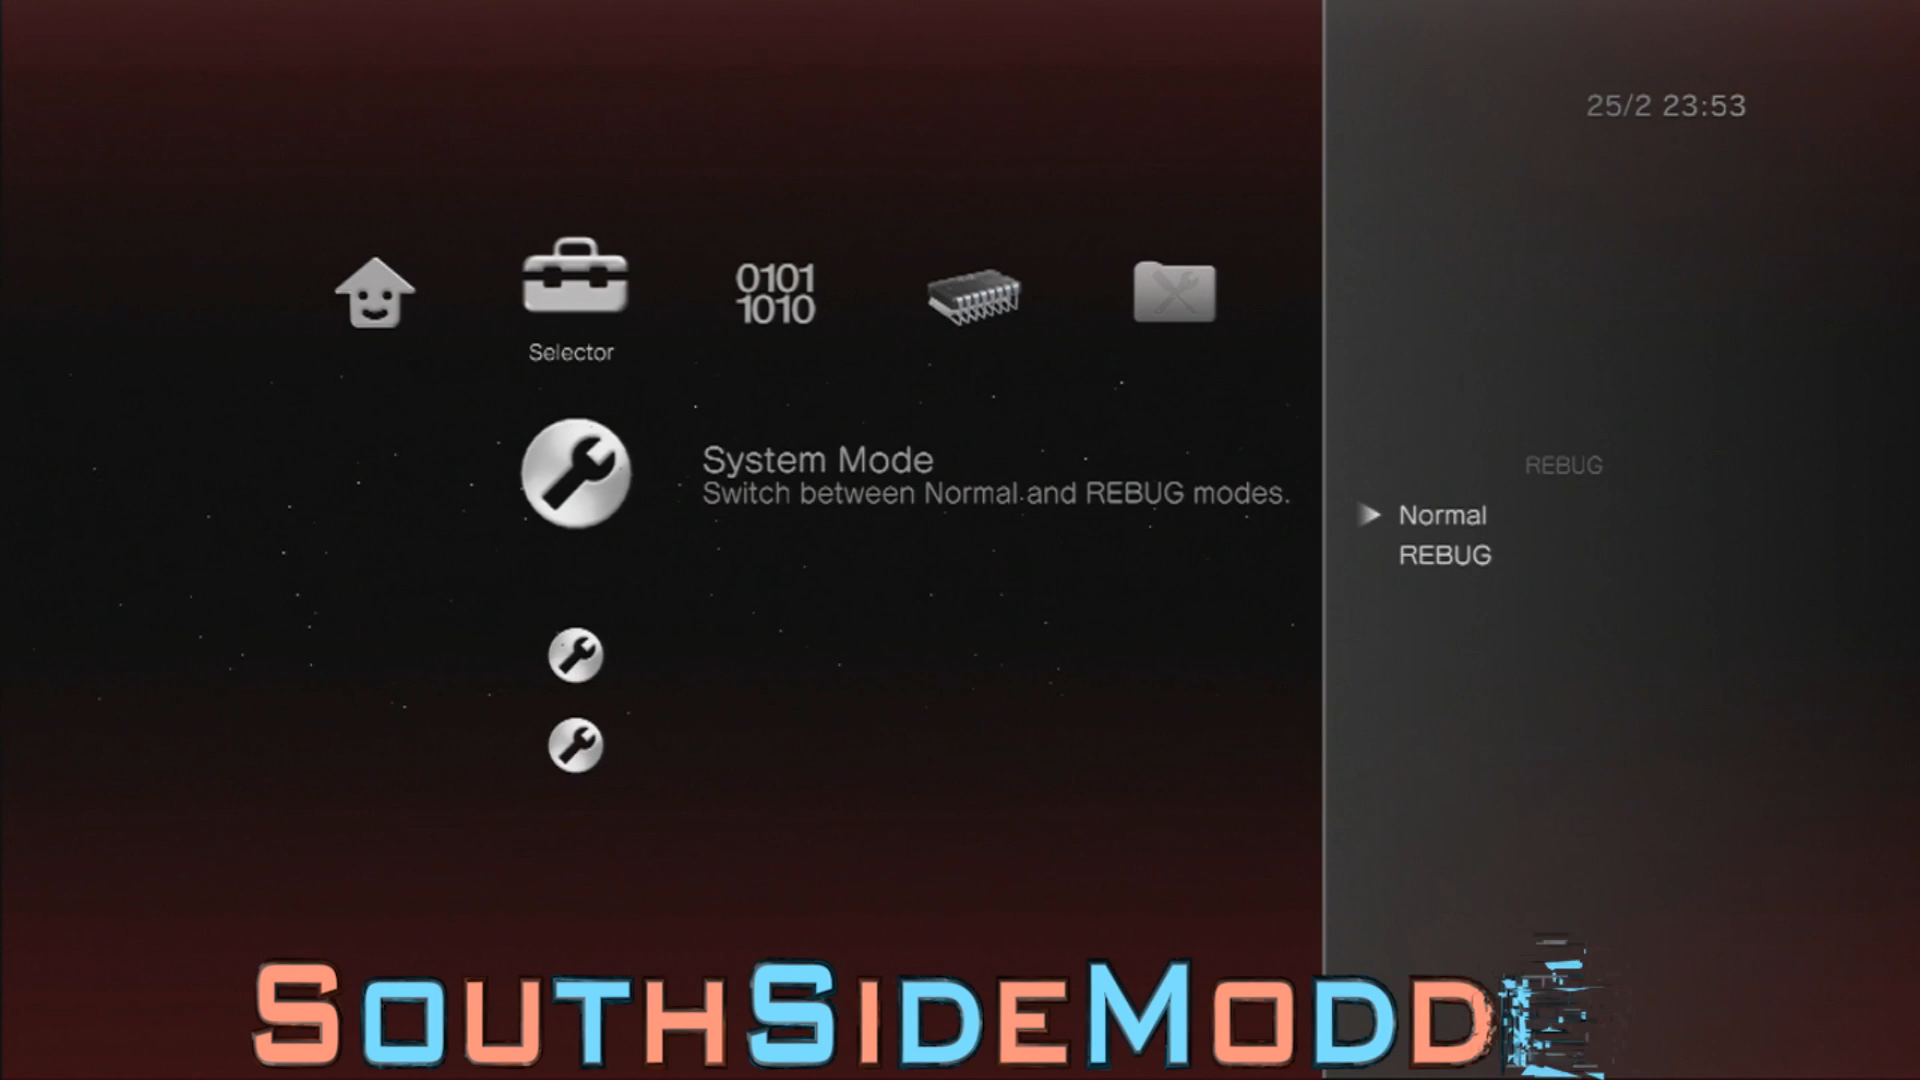 25/2 23:53
0101
1010
Selector
System Mode
Switch between Normal and REBUG modes.
REBUG
Normal
REBUG
SOUTHSIDEMODD